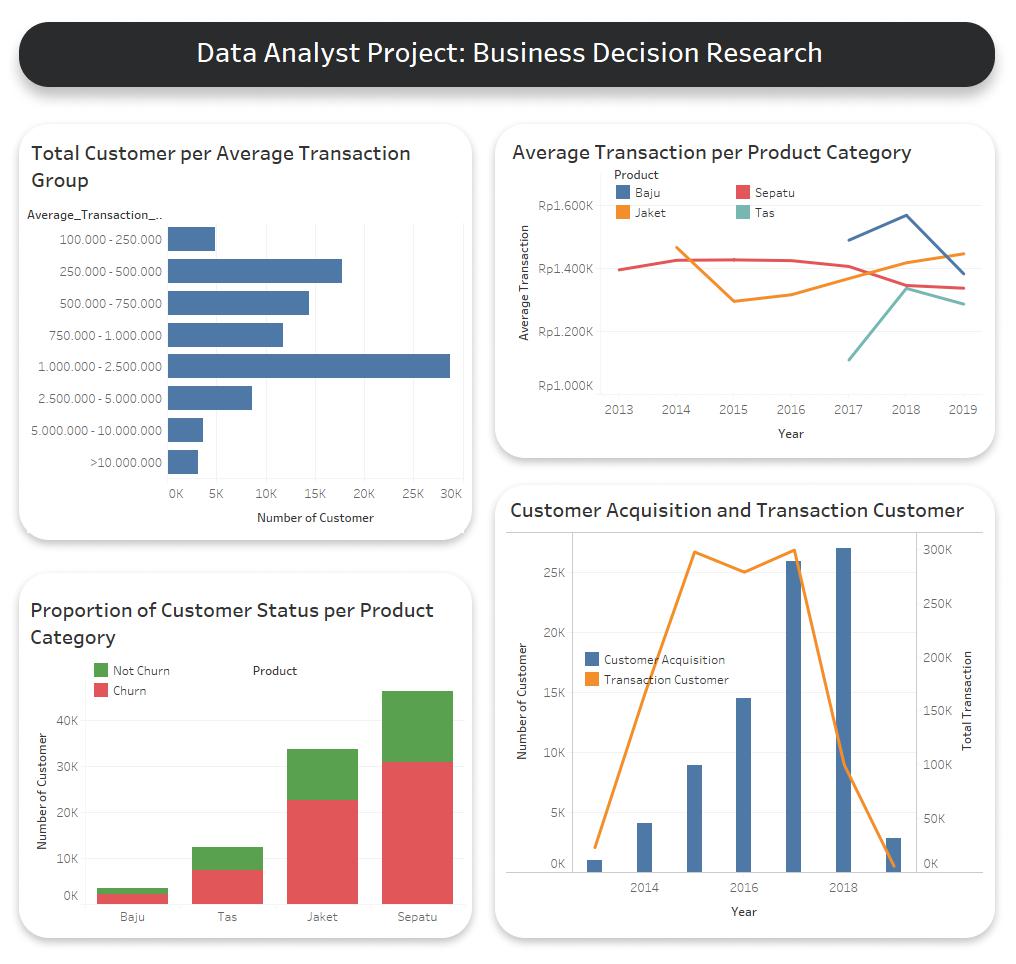 Data Analyst Project: Business Decision Research
Total Customer per Average Transaction
Group
Average_Transaction_..
100.000 - 250.000
250.000 - 500.000
500.000 - 750.000
750.000 - 1.000.000
1.000.000 - 2.500.000
2.500.000 - 5.000.000
5.000.000 - 10.000.000
>10.000.000
0K 5K 10K 15K 20K 25K 30K
Number of Customer
Average Transaction per Product Category
Product
Baju Sepatu
Jaket Tas
Rp1.600K
Rp1.400K
Rp1.200K
Rp1.000K
Average Transaction
2013 2014 2015 2016 2017 2018 2019
Year
Proportion of Customer Status per Product
Category
Not Churn
Churn
Product
40K
30K
20K
10K
0K
Number of Customer
Baju Tas Jaket Sepatu
Customer Acquisition and Transaction Customer
25K
20K
15K
10K
5K
0K
Number of Customer
Customer Acquisition
Transaction Customer
300K
250K
200K
150K
100K
50K
0K
Total Transaction
2014 2016 2018
Year